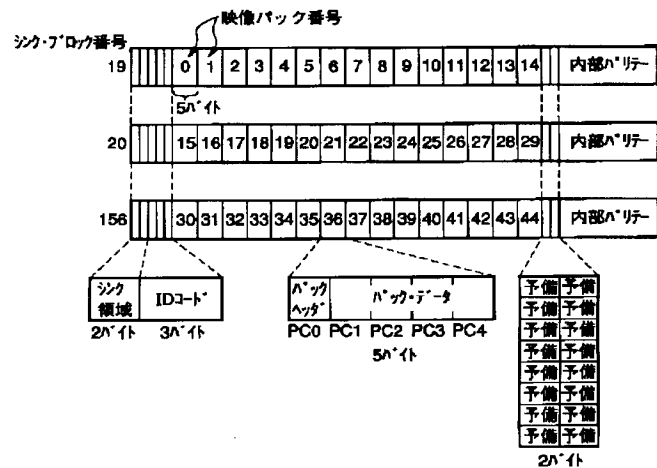 映像パック番号
シンク・ブロック番号
19 0 1 2 3 4 5 6 7 8 9 10 11 12 13 14 内部パリテー
5バイト
20 15 16 17 18 19 20 21 22 23 24 25 26 27 28 29 内部パリテー
156 30 31 32 33 34 35 36 37 38 39 40 41 42 43 44 内部パリテー
シンク領域 IDコード
2バイト 3バイト
パックヘッダ パック・データ
PC0 PC1 PC2 PC3 PC4
5バイト
予備 予備
予備 予備
予備 予備
予備 予備
予備 予備
予備 予備
予備 予備
予備 予備
2バイト